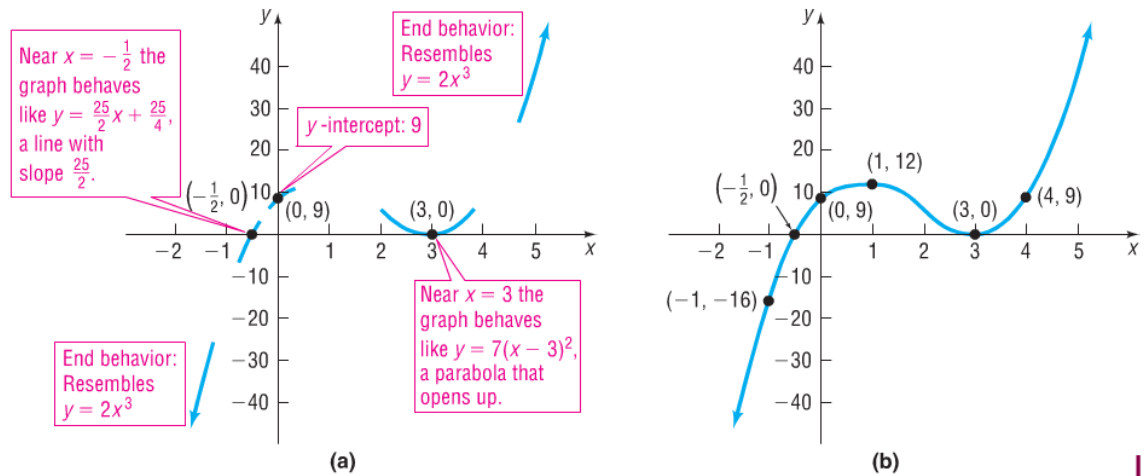 Near x = −1/2 the
graph behaves
like y = 25/2 x + 25/4,
a line with
slope 25/2.
y
End behavior:
Resembles
y = 2x³
y-intercept: 9
40
30
20
10
−10
−20
−30
−40
(−1/2, 0)
(0, 9)
(3, 0)
−2 −1 1 2 3 4 5 x
Near x = 3 the
graph behaves
like y = 7(x − 3)²,
a parabola that
opens up.
End behavior:
Resembles
y = 2x³
(a)
y
40
30
20
10
−10
−20
−30
−40
(1, 12)
(−1/2, 0)
(0, 9)
(3, 0)
(4, 9)
−2 −1 1 2 3 4 5 x
(−1, −16)
(b)